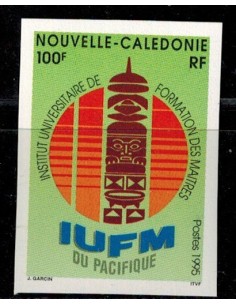 NOUVELLE-CALEDONIE
100F RF
INSTITUT UNIVERSITAIRE DE
FORMATION DES MAITRES
IUFM
DU PACIFIQUE
Postes 1995
J. GARCIN ITVF